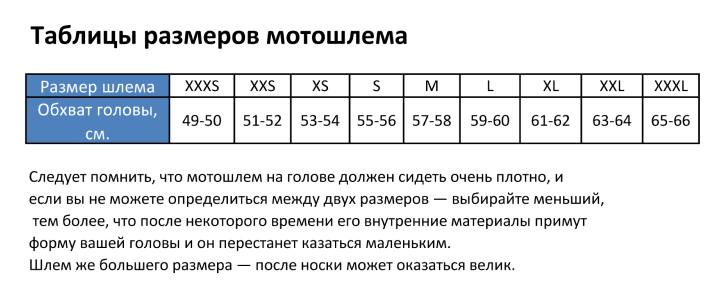 Таблицы размеров мотошлема
Размер шлема XXXS XXS XS S M L XL XXL XXXL
Обхват головы, см. 49-50 51-52 53-54 55-56 57-58 59-60 61-62 63-64 65-66
Следует помнить, что мотошлем на голове должен сидеть очень плотно, и
если вы не можете определиться между двух размеров — выбирайте меньший,
тем более, что после некоторого времени его внутренние материалы примут
форму вашей головы и он перестанет казаться маленьким.
Шлем же большего размера — после носки может оказаться велик.